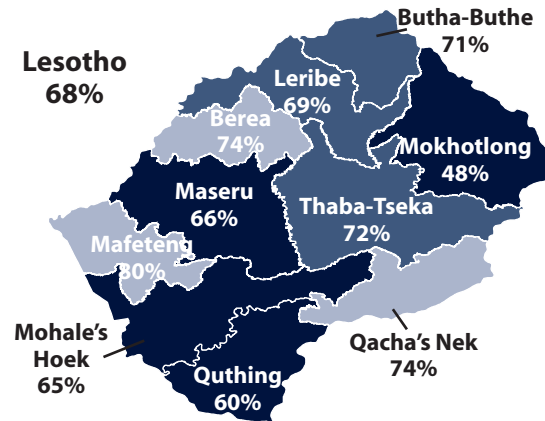 Butha-Buthe
71%
Lesotho
68%
Leribe
69%
Berea
74%
Mokhotlong
48%
Maseru
66%
Thaba-Tseka
72%
Mafeteng
80%
Mohale's
Hoek
65%
Qacha's Nek
74%
Quthing
60%